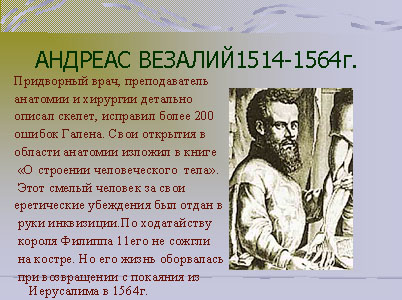 АНДРЕАС ВЕЗАЛИЙ1514-1564г.
Придворный врач, преподаватель
анатомии и хирургии детально
описал скелет, исправил более 200
ошибок Галена. Свои открытия в
области анатомии изложил в книге
«О строении человеческого тела».
Этот смелый человек за свои
еретические убеждения был отдан в
руки инквизиции.По ходатайству
короля Филиппа 11его не сожгли
на костре. Но его жизнь оборвалась
при возвращении с покаяния из
Иерусалима в 1564г.